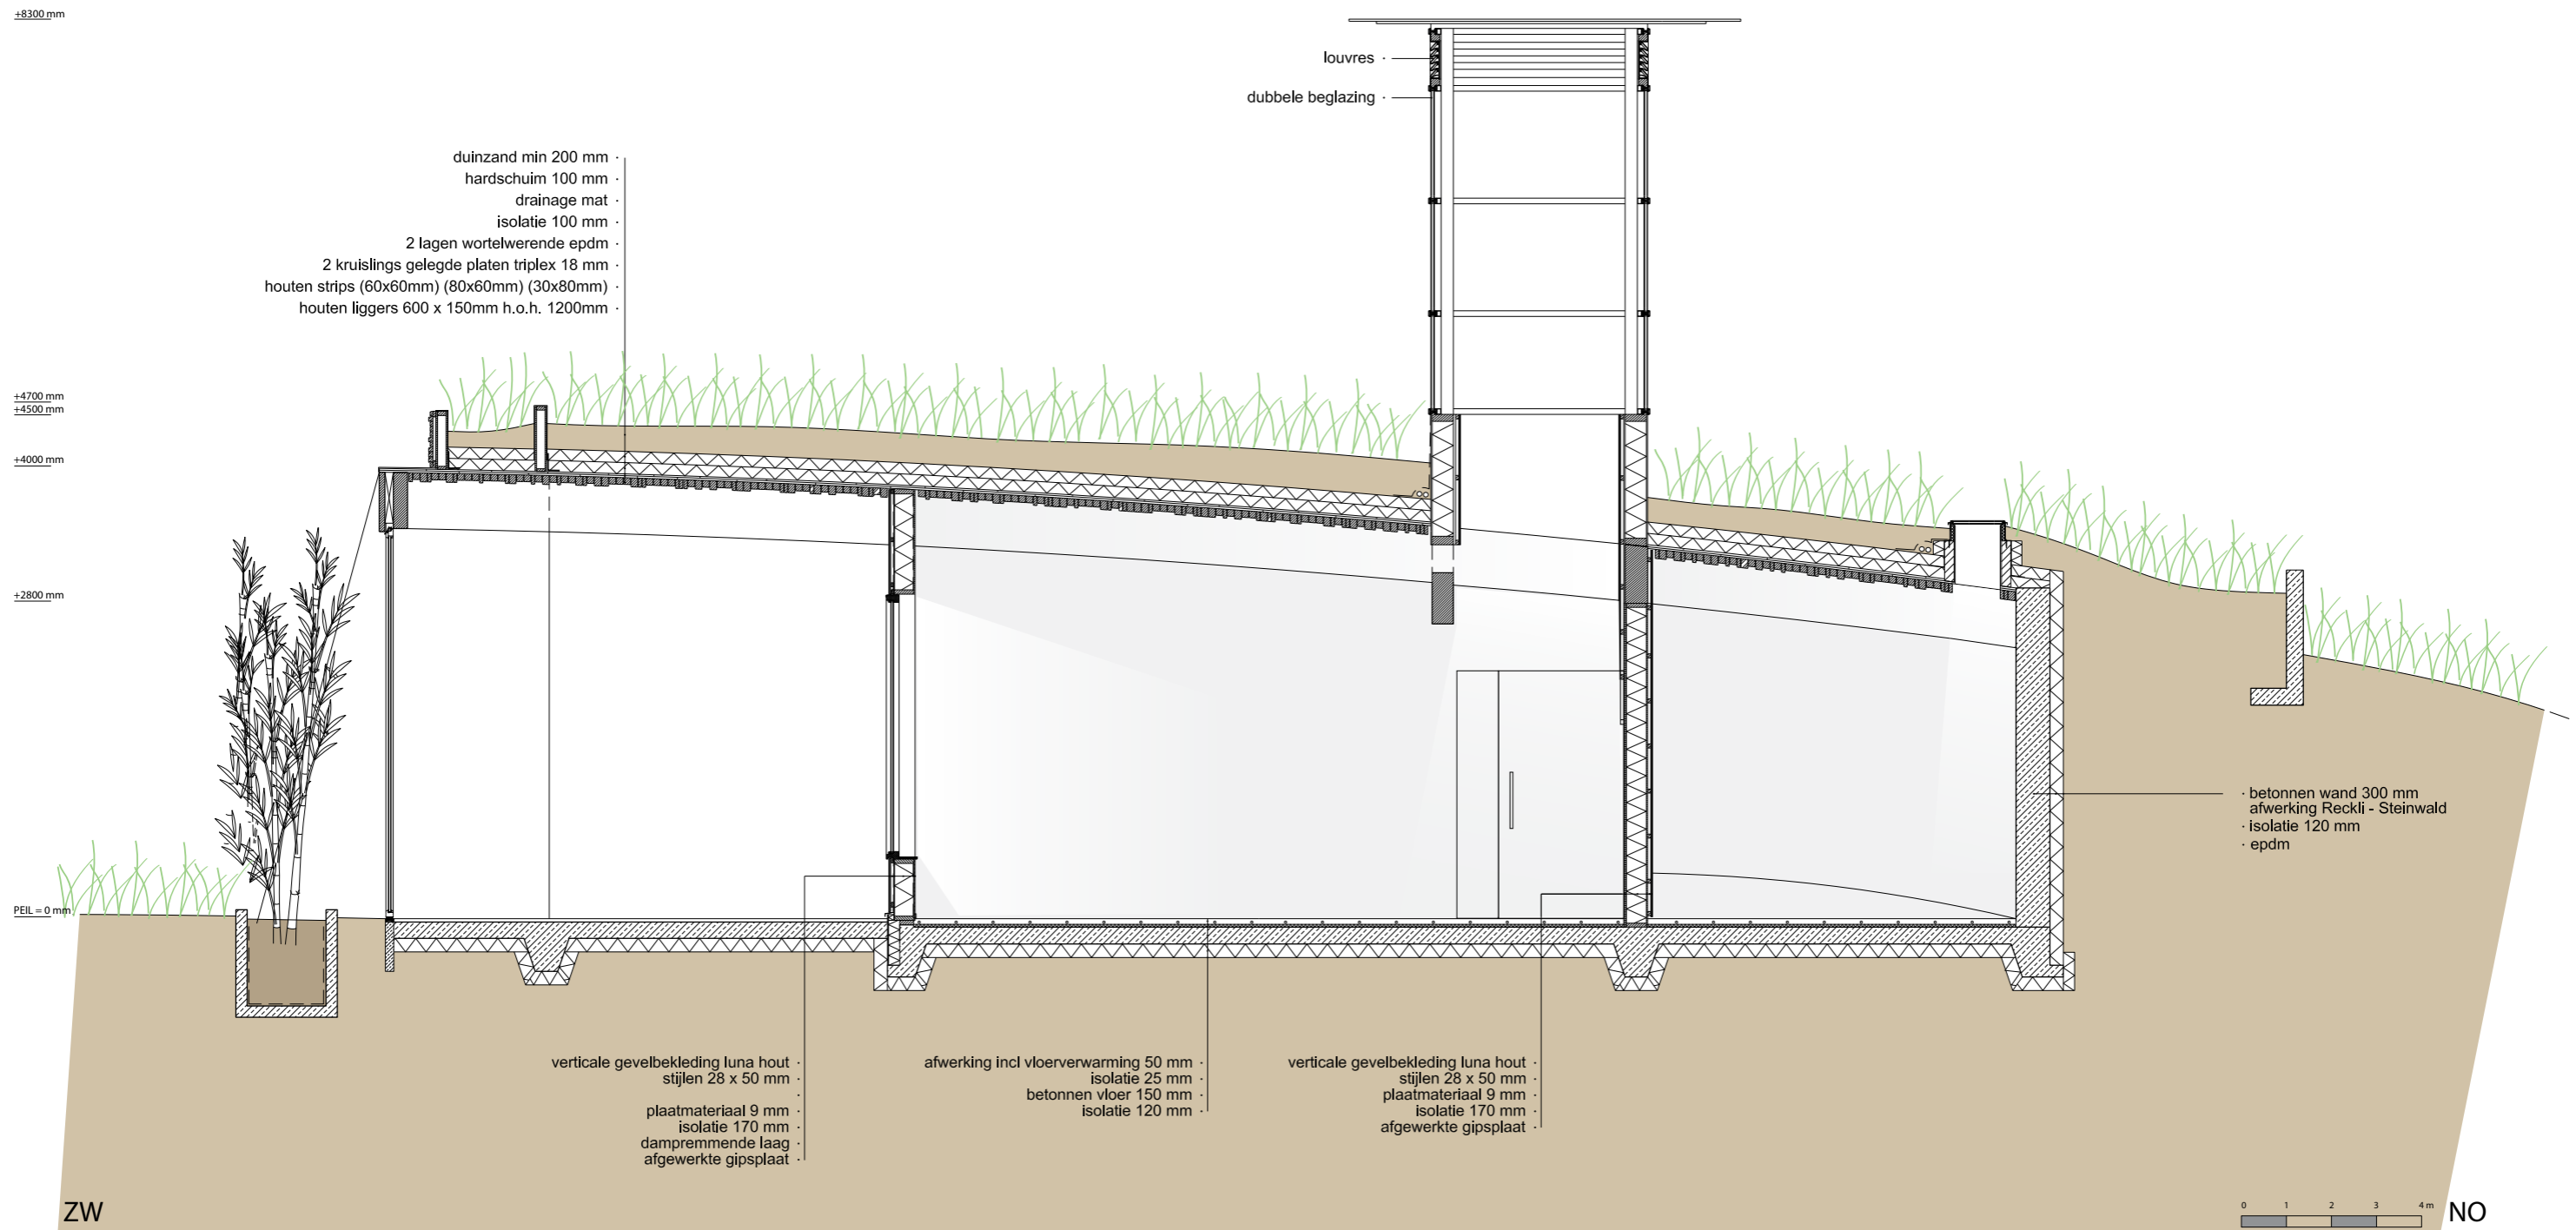 +8300 mm
louvres
dubbele beglazing
duinzand min 200 mm
hardschuim 100 mm
drainage mat
isolatie 100 mm
2 lagen wortelwerende epdm
2 kruislings gelegde platen triplex 18 mm
houten strips (60x60mm) (80x60mm) (30x80mm)
houten liggers 600 x 150mm h.o.h. 1200mm
+4700 mm
+4500 mm
+4000 mm
+2800 mm
PEIL = 0 mm
· betonnen wand 300 mm
afwerking Reckli - Steinwald
· isolatie 120 mm
· epdm
verticale gevelbekleding luna hout
stijlen 28 x 50 mm
plaatmateriaal 9 mm
isolatie 170 mm
dampremmende laag
afgewerkte gipsplaat
afwerking incl vloerverwarming 50 mm
isolatie 25 mm
betonnen vloer 150 mm
isolatie 120 mm
verticale gevelbekleding luna hout
stijlen 28 x 50 mm
plaatmateriaal 9 mm
isolatie 170 mm
afgewerkte gipsplaat
ZW
0 1 2 3 4 m
NO